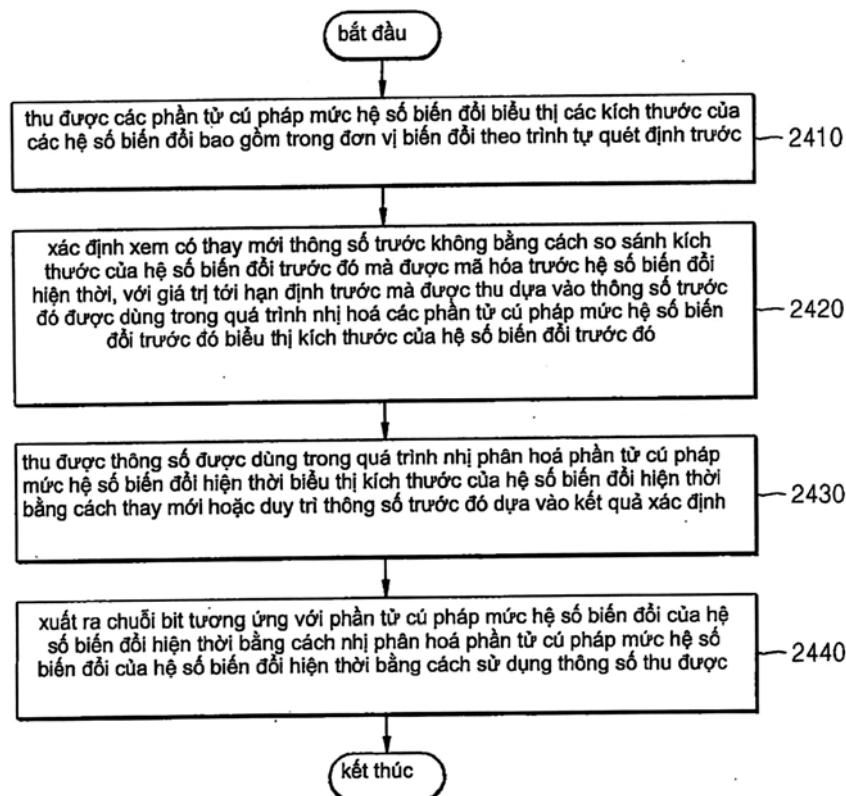 bắt đầu
thu được các phần tử cú pháp mức hệ số biến đổi biểu thị các kích thước của
các hệ số biến đổi bao gồm trong đơn vị biến đổi theo trình tự quét định trước
2410
xác định xem có thay mới thông số trước không bằng cách so sánh kích
thước của hệ số biến đổi trước đó mà được mã hóa trước hệ số biến đổi
hiện thời, với giá trị tới hạn định trước mà được thu dựa vào thông số trước
đó được dùng trong quá trình nhị hoá các phần tử cú pháp mức hệ số biến
đổi trước đó biểu thị kích thước của hệ số biến đổi trước đó
2420
thu được thông số được dùng trong quá trình nhị phân hoá phần tử cú pháp
mức hệ số biến đổi hiện thời biểu thị kích thước của hệ số biến đổi hiện thời
bằng cách thay mới hoặc duy trì thông số trước đó dựa vào kết quả xác định
2430
xuất ra chuỗi bit tương ứng với phần tử cú pháp mức hệ số biến đổi của hệ
số biến đổi hiện thời bằng cách nhị phân hoá phần tử cú pháp mức hệ số
biến đổi của hệ số biến đổi hiện thời bằng cách sử dụng thông số thu được
2440
kết thúc